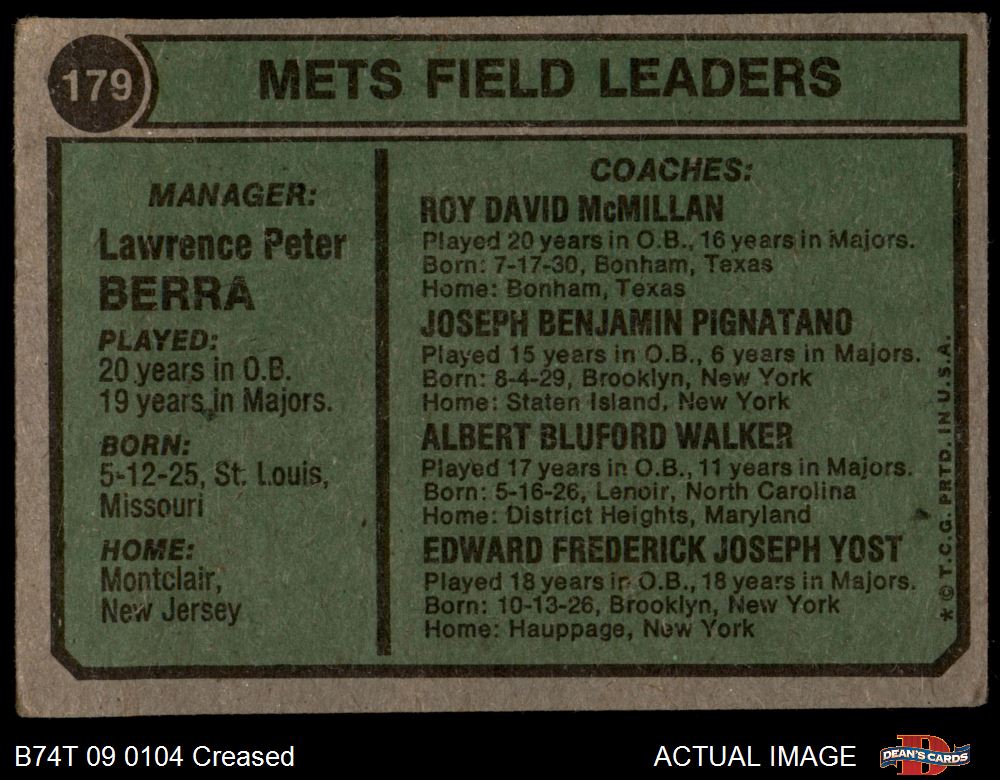 179
METS FIELD LEADERS
MANAGER:
Lawrence Peter
BERRA
PLAYED:
20 years in O.B.
19 years in Majors.
BORN:
5-12-25, St. Louis,
Missouri
HOME:
Montclair,
New Jersey
COACHES:
ROY DAVID McMILLAN
Played 20 years in O.B., 16 years in Majors.
Born: 7-17-30, Bonham, Texas
Home: Bonham, Texas
JOSEPH BENJAMIN PIGNATANO
Played 15 years in O.B., 6 years in Majors.
Born: 8-4-29, Brooklyn, New York
Home: Staten Island, New York
ALBERT BLUFORD WALKER
Played 17 years in O.B., 11 years in Majors.
Born: 5-16-26, Lenoir, North Carolina
Home: District Heights, Maryland
EDWARD FREDERICK JOSEPH YOST
Played 18 years in O.B., 18 years in Majors.
Born: 10-13-26, Brooklyn, New York
Home: Hauppage, New York
* © T.C.G. PRTD. IN U.S.A.
B74T 09 0104 Creased
ACTUAL IMAGE
D
DEAN'S CARDS